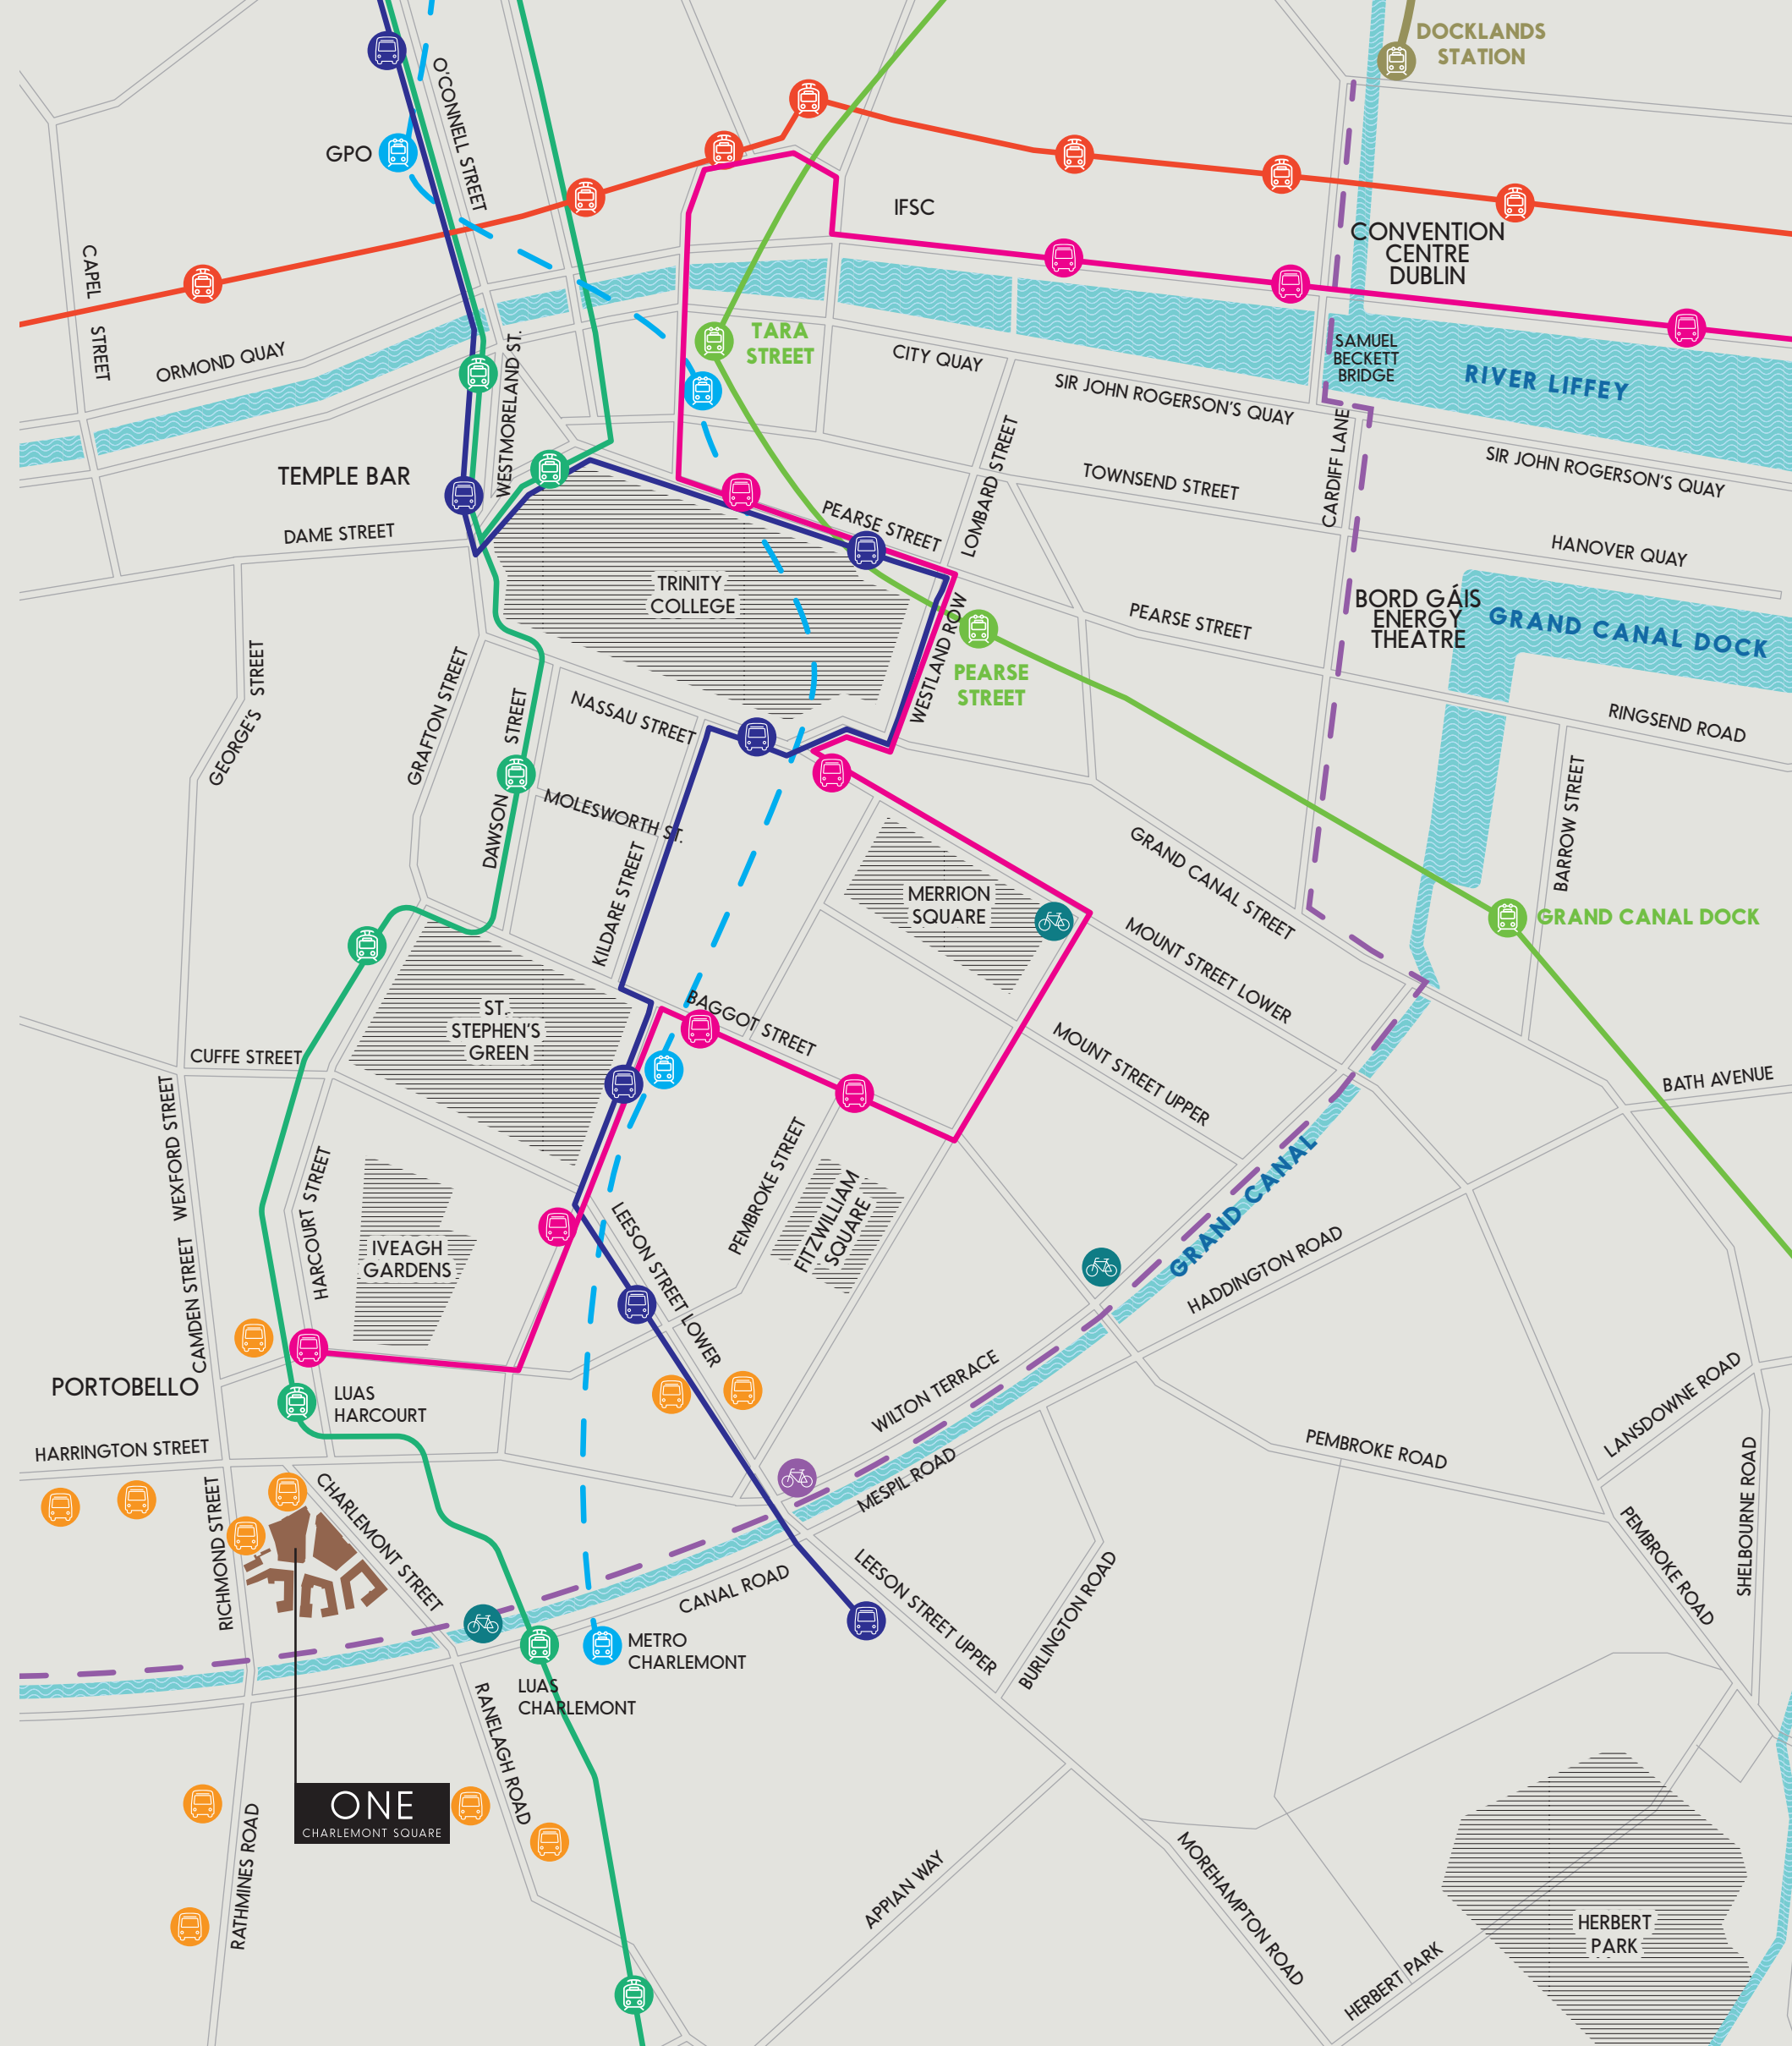 DOCKLANDS
STATION
O'CONNELL STREET
GPO
IFSC
CONVENTION
CENTRE
DUBLIN
CAPEL
STREET
ORMOND QUAY
WESTMORELAND ST.
TARA
STREET
CITY QUAY
SAMUEL
BECKETT
BRIDGE
RIVER LIFFEY
SIR JOHN ROGERSON'S QUAY
SIR JOHN ROGERSON'S QUAY
TEMPLE BAR
LOMBARD STREET
TOWNSEND STREET
CARDIFF LANE
DAME STREET
PEARSE STREET
HANOVER QUAY
TRINITY
COLLEGE
BORD GÁIS
ENERGY
THEATRE
GRAND CANAL DOCK
PEARSE STREET
WESTLAND ROW
PEARSE
STREET
GEORGE'S STREET
GRAFTON STREET
DAWSON STREET
NASSAU STREET
RINGSEND ROAD
MOLESWORTH ST.
BARROW STREET
KILDARE STREET
MERRION
SQUARE
GRAND CANAL STREET
GRAND CANAL DOCK
MOUNT STREET LOWER
BAGGOT STREET
ST.
STEPHEN'S
GREEN
CUFFE STREET
MOUNT STREET UPPER
BATH AVENUE
WEXFORD STREET
HARCOURT STREET
PEMBROKE STREET
FITZWILLIAM
SQUARE
GRAND CANAL
HADDINGTON ROAD
IVEAGH
GARDENS
LEESON STREET LOWER
CAMDEN STREET
PORTOBELLO
LUAS
HARCOURT
WILTON TERRACE
LANSDOWNE ROAD
HARRINGTON STREET
MESPIL ROAD
PEMBROKE ROAD
SHELBOURNE ROAD
RICHMOND STREET
CHARLEMONT STREET
PEMBROKE ROAD
CANAL ROAD
LEESON STREET UPPER
BURLINGTON ROAD
METRO
CHARLEMONT
LUAS
CHARLEMONT
RANELAGH ROAD
ONE
CHARLEMONT SQUARE
RATHMINES ROAD
APPIAN WAY
MOREHAMPTON ROAD
HERBERT PARK
HERBERT
PARK